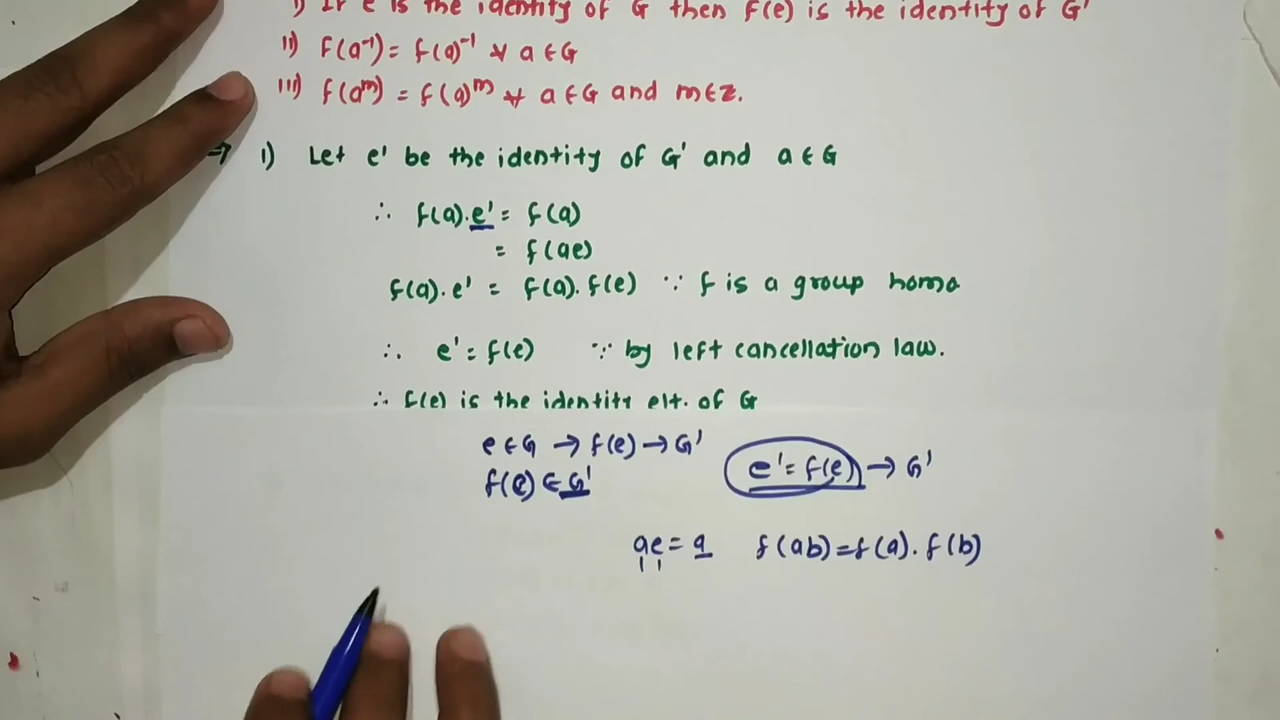 i) If e is the identity of G then f(e) is the identity of G'
ii) f(a⁻¹) = f(a)⁻¹ ∀ a ∈ G
iii) f(aᵐ) = f(a)ᵐ ∀ a ∈ G and m ∈ Z.
⇒ i) Let e' be the identity of G' and a ∈ G
∴ f(a).e' = f(a)
= f(ae)
f(a).e' = f(a).f(e) ∵ f is a group homo
∴ e' = f(e) ∵ by left cancellation law.
∴ f(e) is the identity elt. of G
e ∈ G → f(e) → G'
f(e) ∈ G'
e' = f(e) → G'
ae = a f(ab) = f(a). f(b)